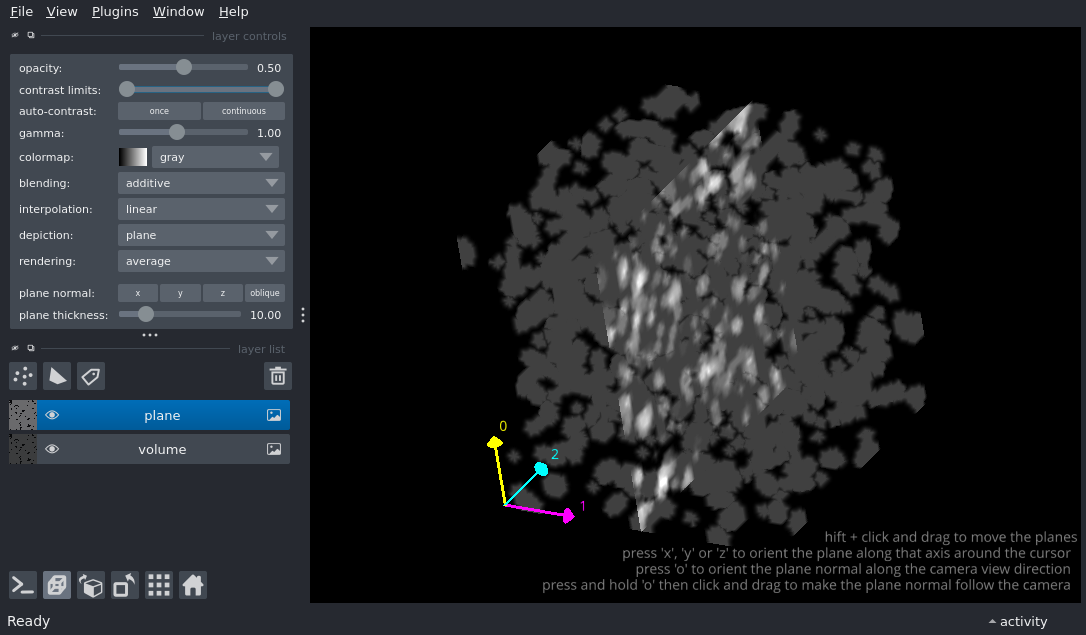 File View Plugins Window Help
layer controls
opacity: 0.50
contrast limits:
auto-contrast: once continuous
gamma: 1.00
colormap: gray
blending: additive
interpolation: linear
depiction: plane
rendering: average
plane normal: x y z oblique
plane thickness: 10.00
layer list
plane
volume
0
2
1
hift + click and drag to move the planes
press 'x', 'y' or 'z' to orient the plane along that axis around the cursor
press 'o' to orient the plane normal along the camera view direction
press and hold 'o' then click and drag to make the plane normal follow the camera
Ready activity